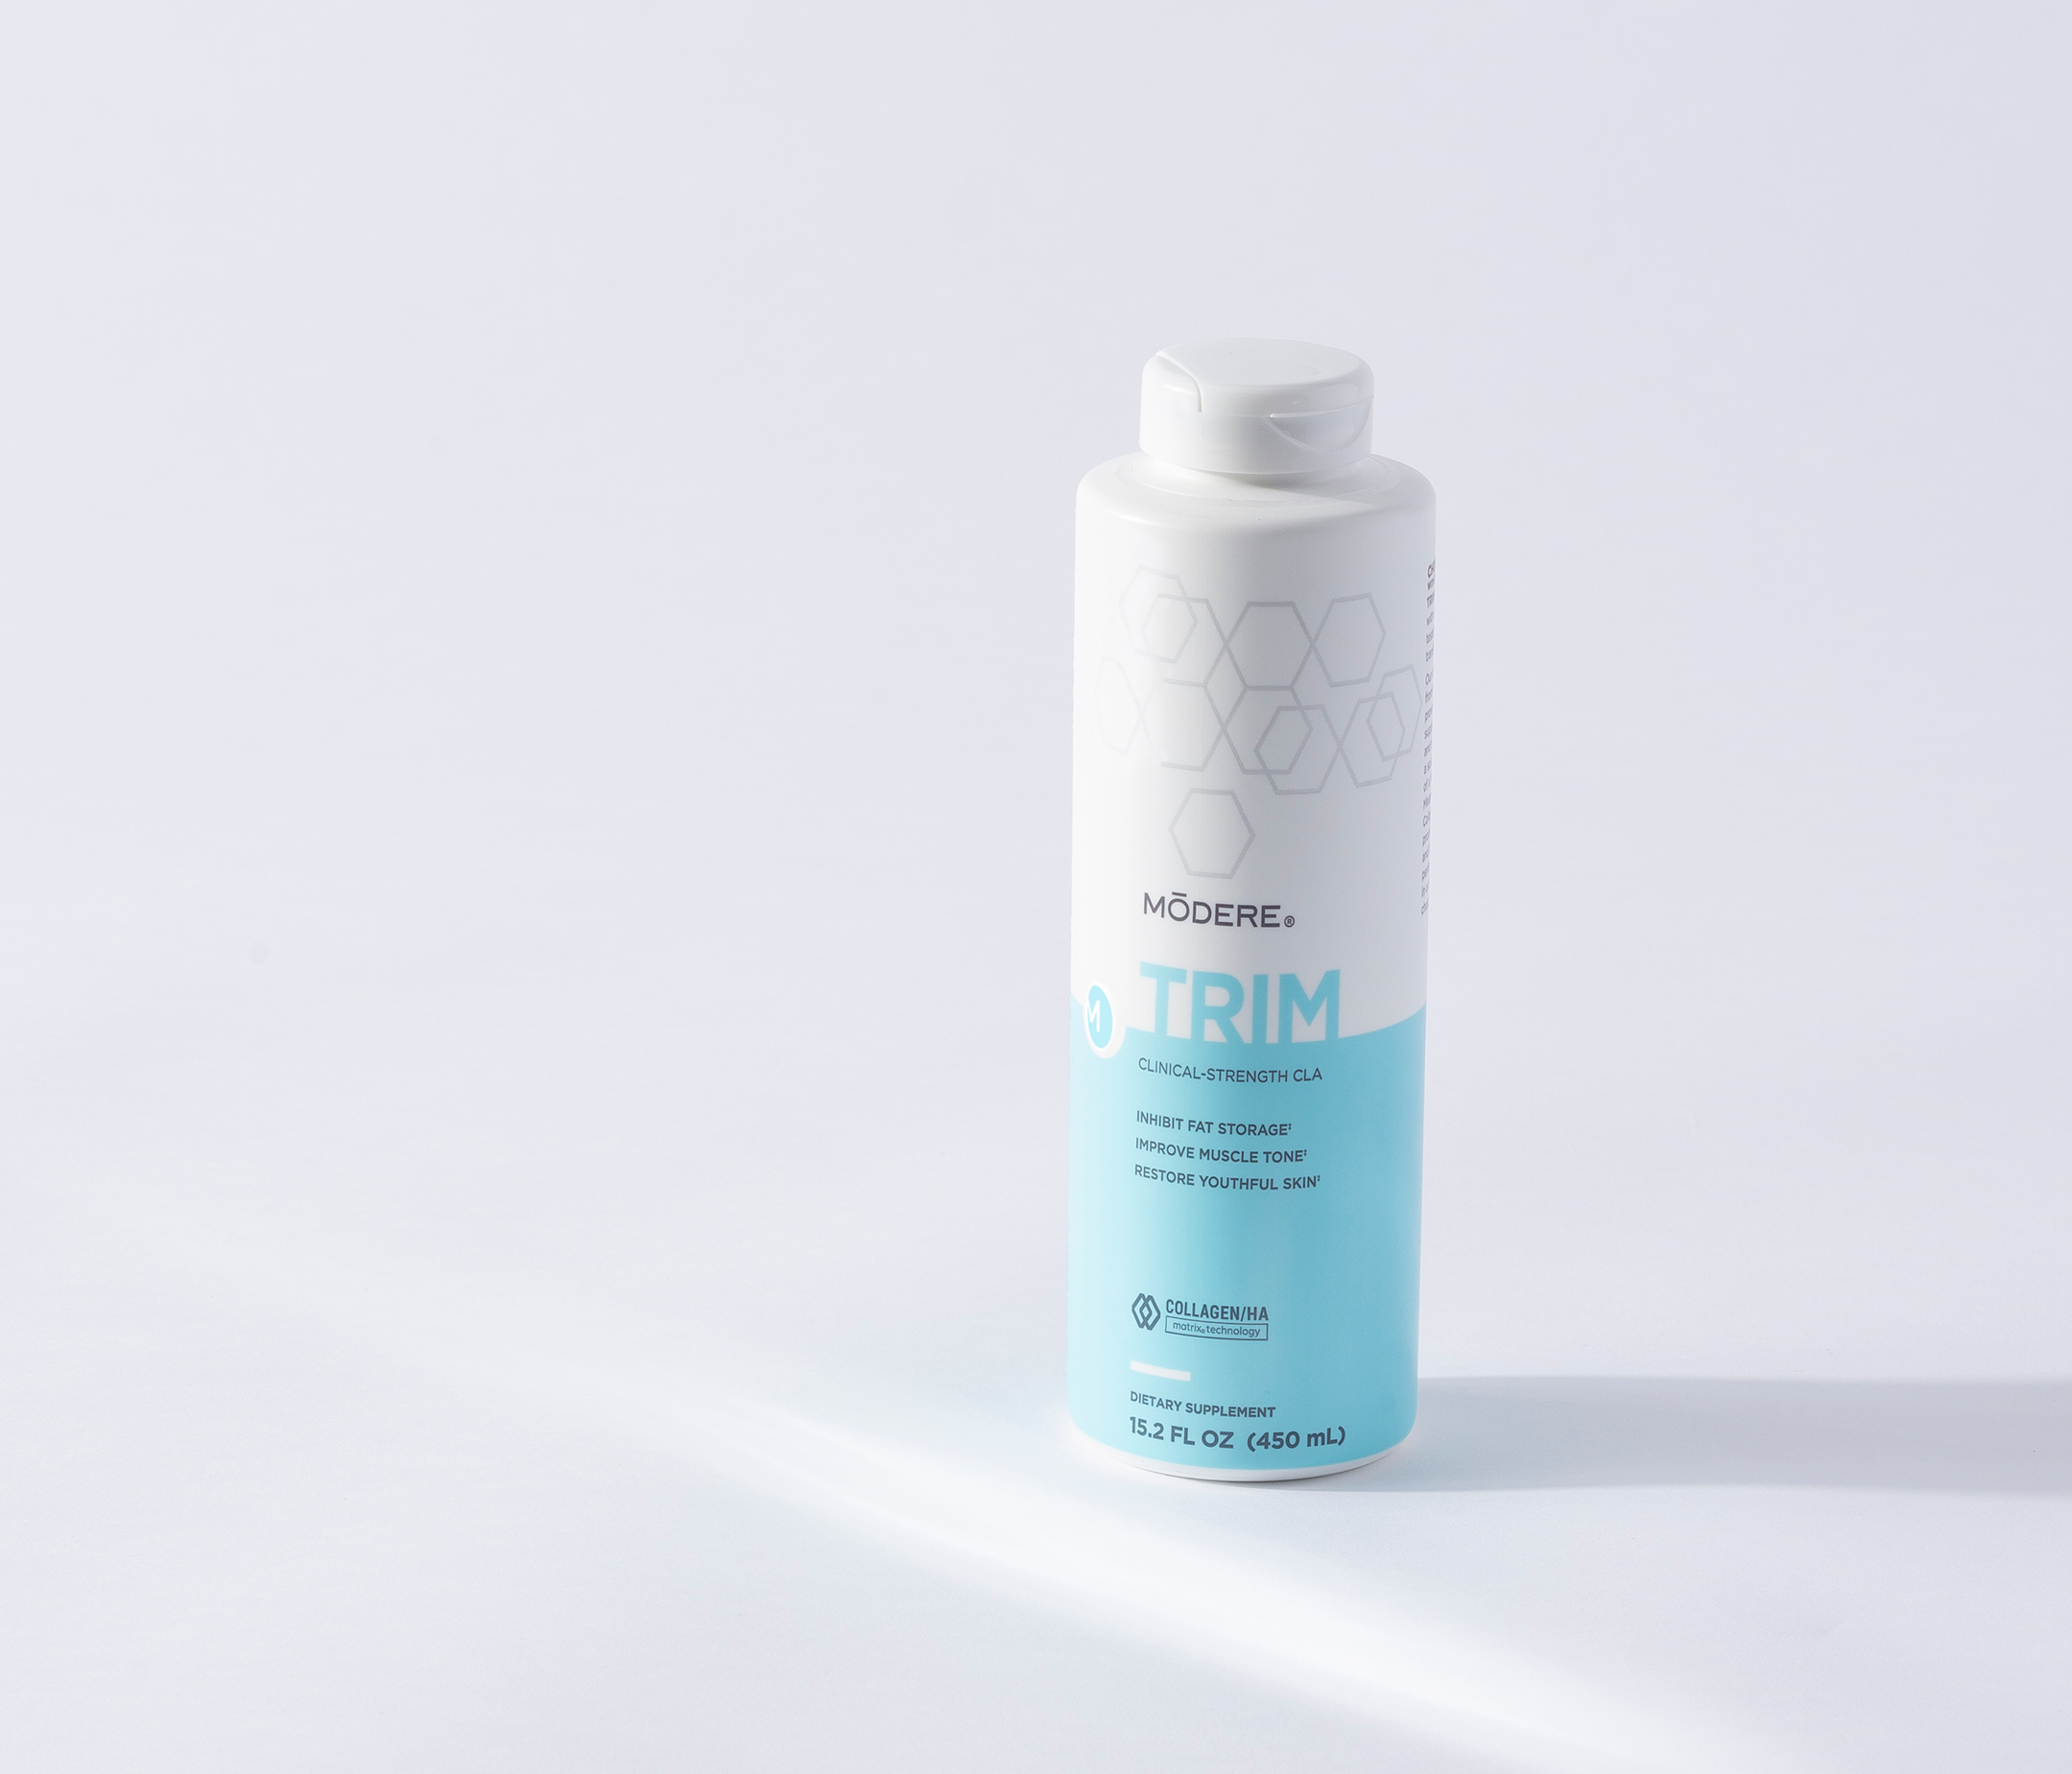 MŌDERE®
TRIM
M
CLINICAL-STRENGTH CLA
INHIBIT FAT STORAGE‡
IMPROVE MUSCLE TONE‡
RESTORE YOUTHFUL SKIN‡
COLLAGEN/HA
matrix® technology
DIETARY SUPPLEMENT
15.2 FL OZ (450 mL)